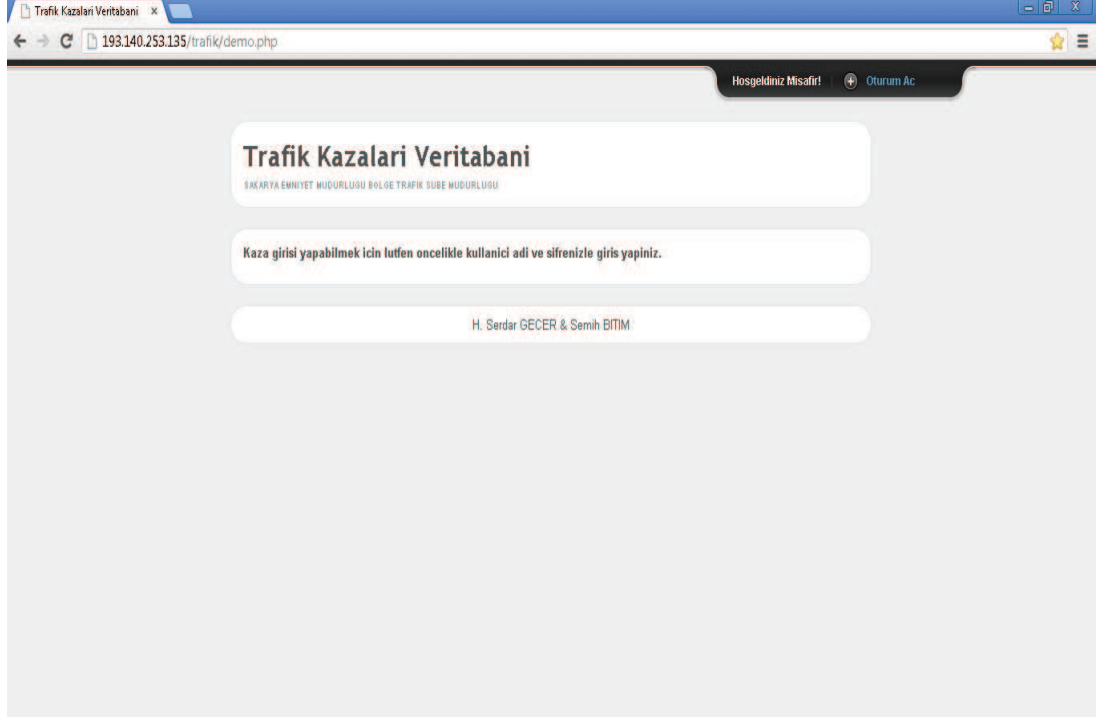 Trafik Kazalari Veritabani x
193.140.253.135/trafik/demo.php
Hosgeldiniz Misafir! Oturum Ac
Trafik Kazalari Veritabani
SAKARYA EMNIYET MUDURLUGU BOLGE TRAFIK SUBE MUDURLUGU
Kaza girisi yapabilmek icin lutfen oncelikle kullanici adi ve sifrenizle giris yapiniz.
H. Serdar GECER & Semih BITIM